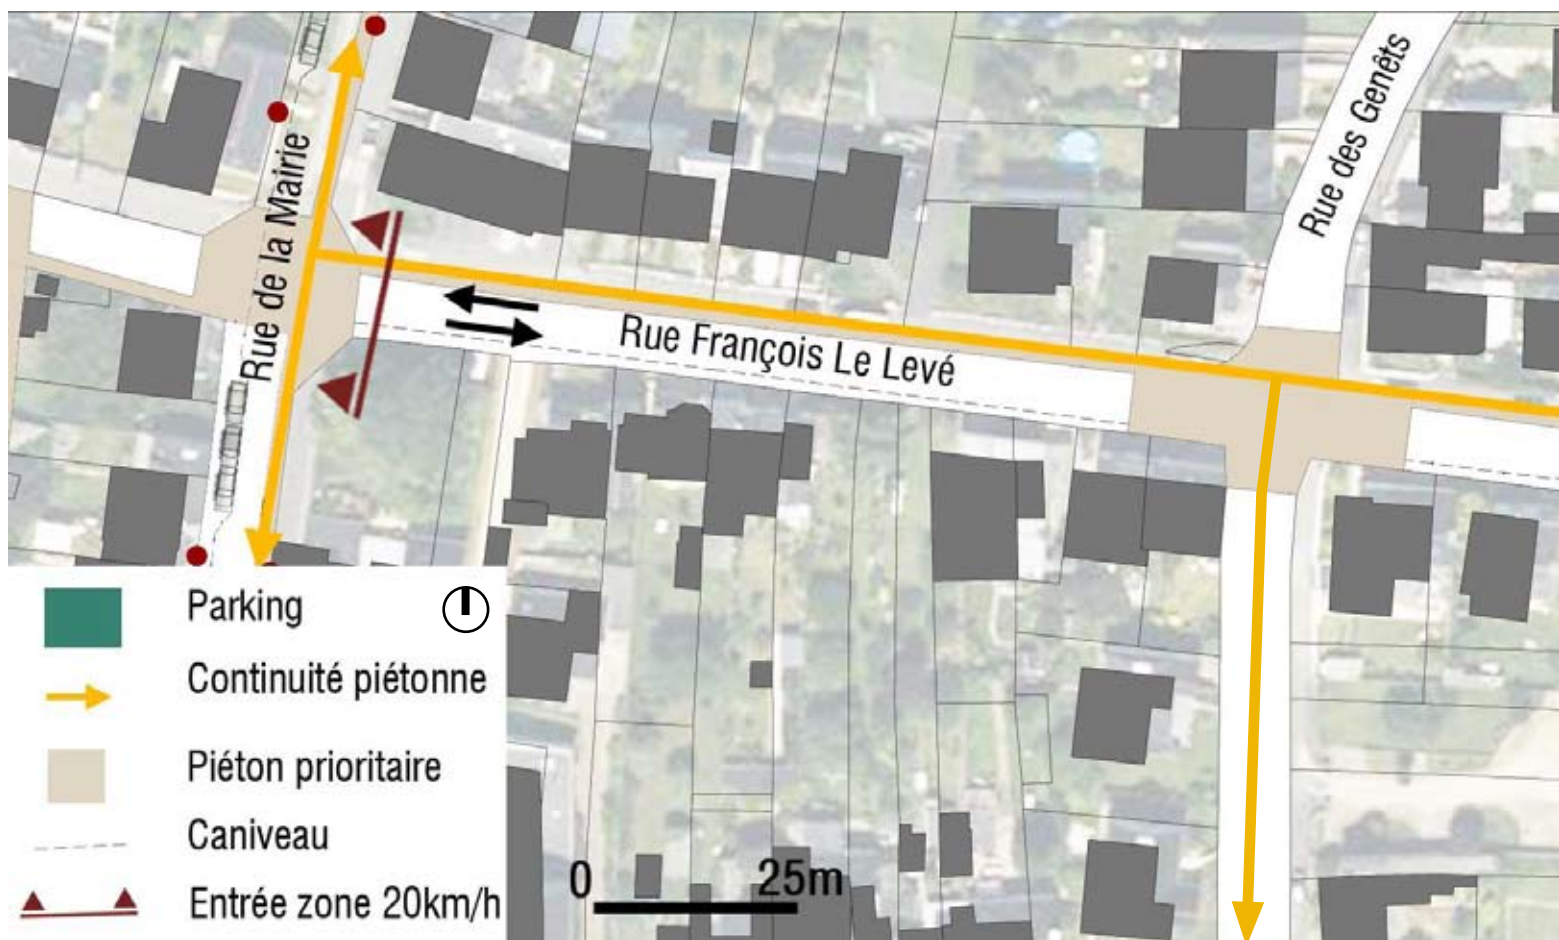 Rue de la Mairie
Rue des Genêts
Rue François Le Levé
Parking
Continuité piétonne
Piéton prioritaire
Caniveau
Entrée zone 20km/h
0 25m